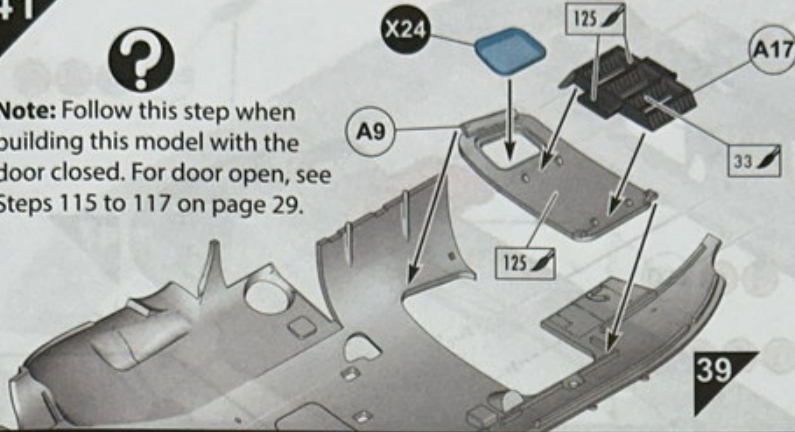 41
125
X24
A17
Note: Follow this step when
building this model with the
door closed. For door open, see
Steps 115 to 117 on page 29.
A9
33
125
39